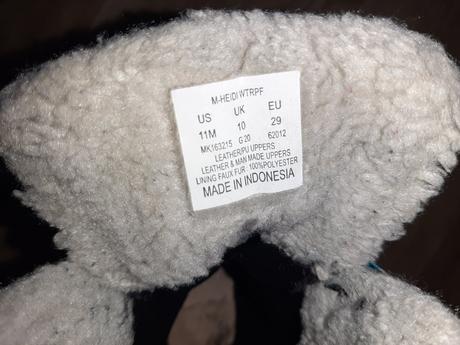 M-HEIDI WTRPF
US UK EU
11M 10 29
MK163215 G 20 62012
LEATHER/PU UPPERS
LEATHER & MAN MADE UPPERS
LINING FAUX FUR : 100%POLYESTER
MADE IN INDONESIA